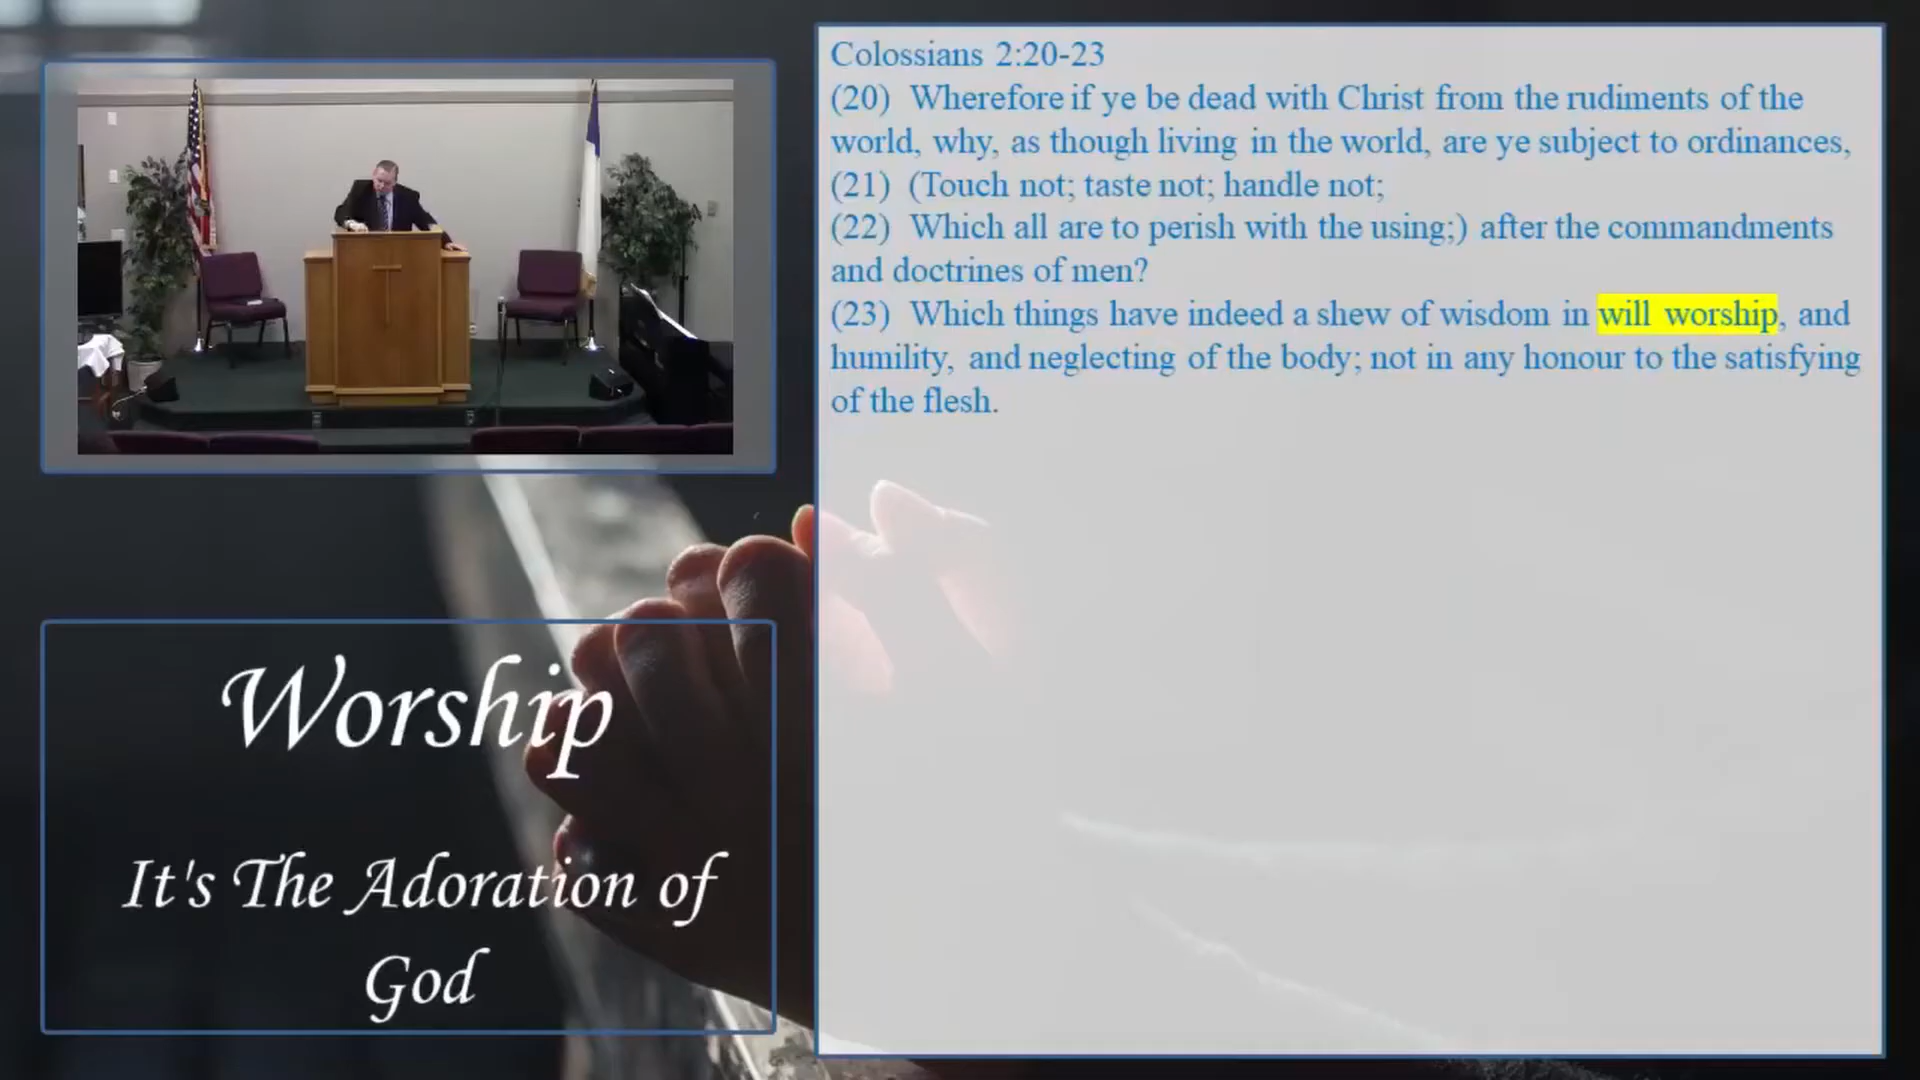 Colossians 2:20-23
(20) Wherefore if ye be dead with Christ from the rudiments of the
world, why, as though living in the world, are ye subject to ordinances,
(21) (Touch not; taste not; handle not;
(22) Which all are to perish with the using;) after the commandments
and doctrines of men?
(23) Which things have indeed a shew of wisdom in will worship, and
humility, and neglecting of the body; not in any honour to the satisfying
of the flesh.
Worship
It's The Adoration of
God